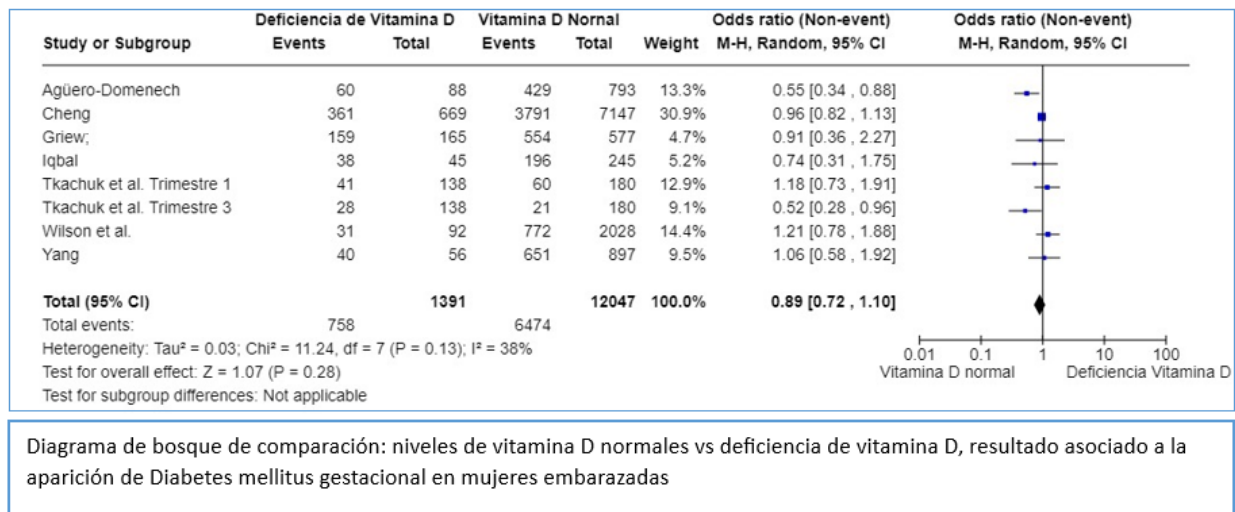 Deficiencia de Vitamina D Vitamina D Nornal Odds ratio (Non-event) Odds ratio (Non-event)
Study or Subgroup Events Total Events Total Weight M-H, Random, 95% CI M-H, Random, 95% CI
Agüero-Domenech 60 88 429 793 13.3% 0.55 [0.34 , 0.88]
Cheng 361 669 3791 7147 30.9% 0.96 [0.82 , 1.13]
Griew; 159 165 554 577 4.7% 0.91 [0.36 , 2.27]
Iqbal 38 45 196 245 5.2% 0.74 [0.31 , 1.75]
Tkachuk et al. Trimestre 1 41 138 60 180 12.9% 1.18 [0.73 , 1.91]
Tkachuk et al. Trimestre 3 28 138 21 180 9.1% 0.52 [0.28 , 0.96]
Wilson et al. 31 92 772 2028 14.4% 1.21 [0.78 , 1.88]
Yang 40 56 651 897 9.5% 1.06 [0.58 , 1.92]
Total (95% CI) 1391 12047 100.0% 0.89 [0.72 , 1.10]
Total events: 758 6474
Heterogeneity: Tau² = 0.03; Chi² = 11.24, df = 7 (P = 0.13); I² = 38%
Test for overall effect: Z = 1.07 (P = 0.28)
Test for subgroup differences: Not applicable
0.01 0.1 1 10 100
Vitamina D normal Deficiencia Vitamina D
Diagrama de bosque de comparación: niveles de vitamina D normales vs deficiencia de vitamina D, resultado asociado a la
aparición de Diabetes mellitus gestacional en mujeres embarazadas